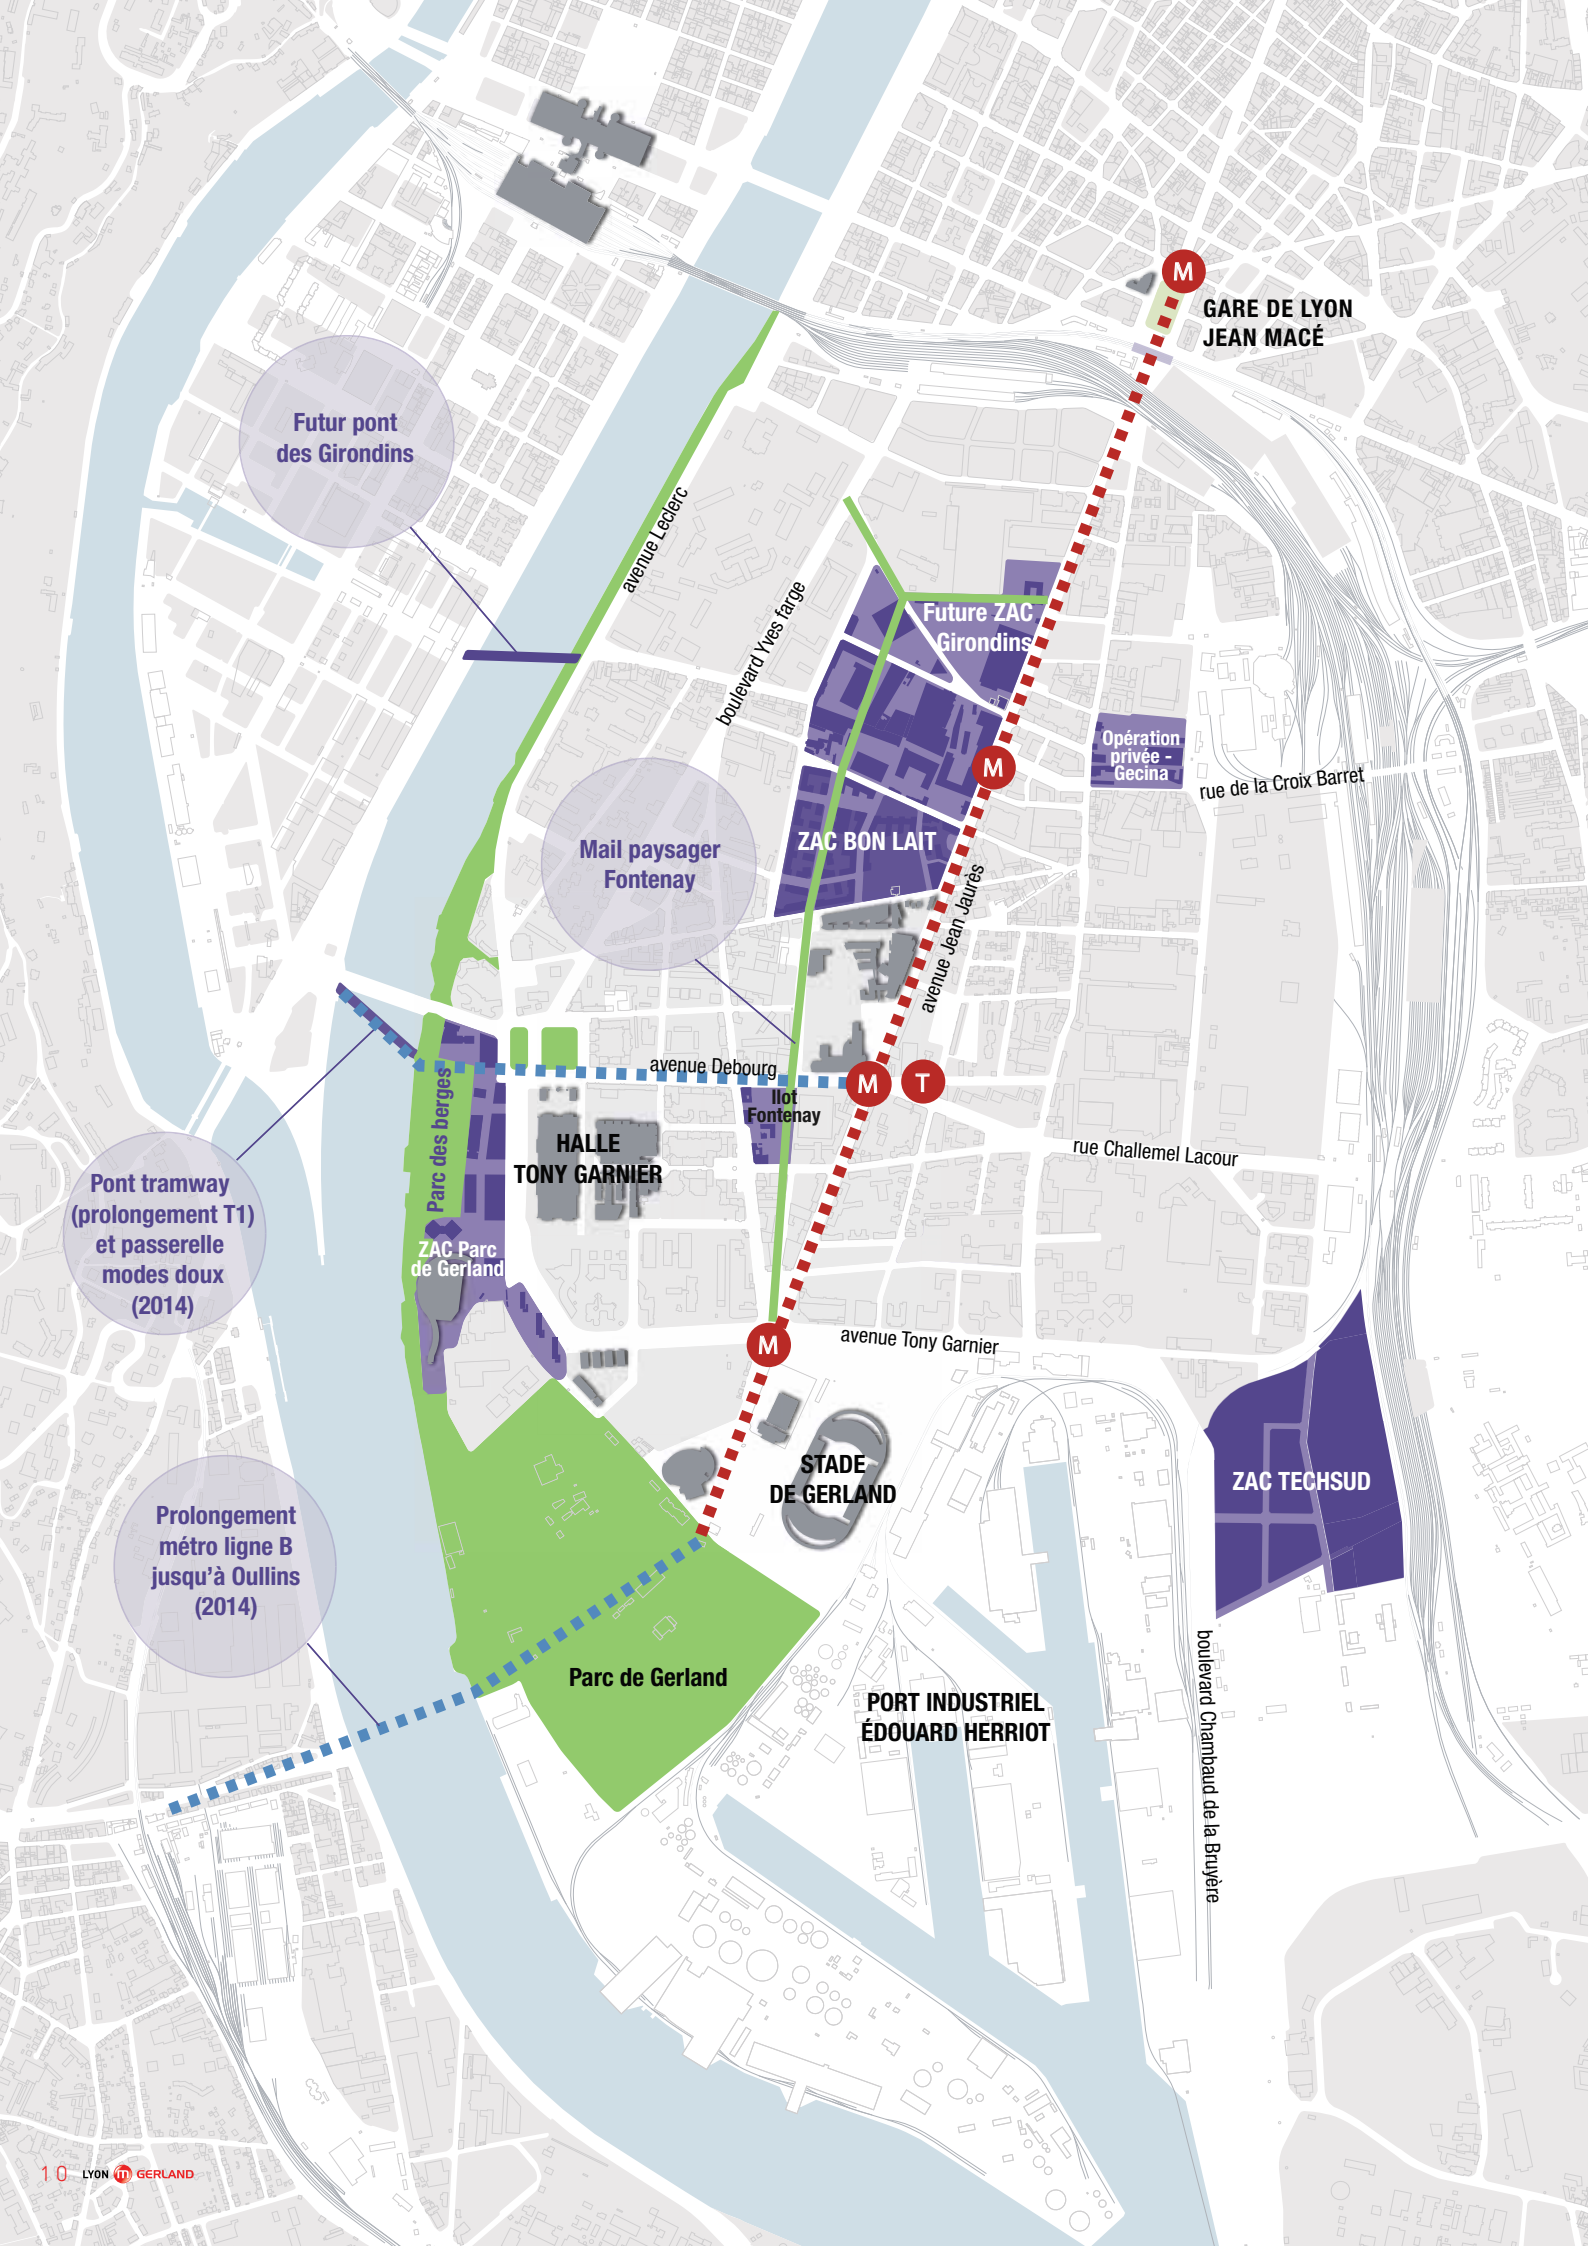 M
GARE DE LYON
JEAN MACÉ
Futur pont
des Girondins
avenue Leclerc
boulevard Yves farge
Future ZAC
Girondins
Opération
privée -
Gecina
rue de la Croix Barret
M
ZAC BON LAIT
Mail paysager
Fontenay
avenue Jean Jaurès
avenue Debourg
M
T
Ilot
Fontenay
Parc des berges
HALLE
TONY GARNIER
rue Challemel Lacour
Pont tramway
(prolongement T1)
et passerelle
modes doux
(2014)
ZAC Parc
de Gerland
M
avenue Tony Garnier
STADE
DE GERLAND
ZAC TECHSUD
Prolongement
métro ligne B
jusqu'à Oullins
(2014)
Parc de Gerland
PORT INDUSTRIEL
ÉDOUARD HERRIOT
boulevard Chambaud de la Bruyère
10 LYON m GERLAND